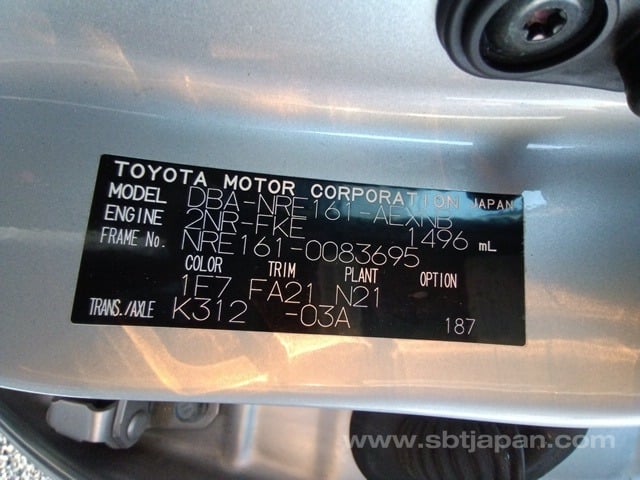 TOYOTA MOTOR CORPORATION JAPAN
MODEL DBA-NRE161-AEXNB
ENGINE 2NR-FKE 1496 mL
FRAME No. NRE161-0083695
COLOR TRIM PLANT OPTION
1F7 FA21 N21
TRANS./AXLE K312 -03A 187
www.sbtjapan.com